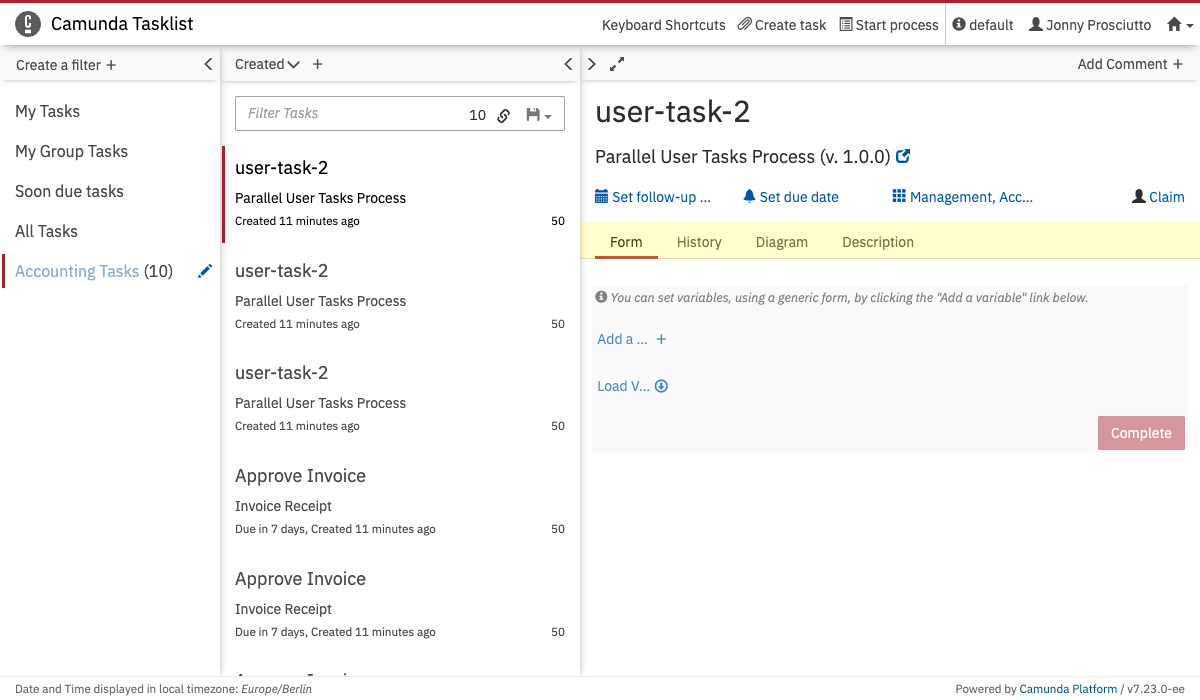 Camunda Tasklist
Keyboard Shortcuts Create task Start process default Jonny Prosciutto
Create a filter +
My Tasks
My Group Tasks
Soon due tasks
All Tasks
Accounting Tasks (10)
Created +
Filter Tasks 10
user-task-2
Parallel User Tasks Process
Created 11 minutes ago 50
user-task-2
Parallel User Tasks Process
Created 11 minutes ago 50
user-task-2
Parallel User Tasks Process
Created 11 minutes ago 50
Approve Invoice
Invoice Receipt
Due in 7 days, Created 11 minutes ago 50
Approve Invoice
Invoice Receipt
Due in 7 days, Created 11 minutes ago 50
Add Comment +
user-task-2
Parallel User Tasks Process (v. 1.0.0)
Set follow-up ... Set due date Management, Acc... Claim
Form History Diagram Description
You can set variables, using a generic form, by clicking the "Add a variable" link below.
Add a ... +
Load V...
Complete
Date and Time displayed in local timezone: Europe/Berlin
Powered by Camunda Platform / v7.23.0-ee